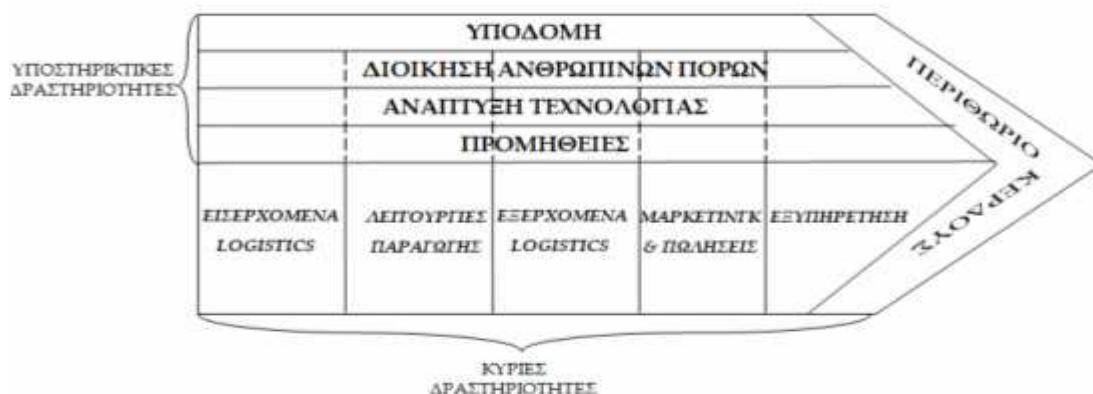 ΥΠΟΔΟΜΗ
ΥΠΟΣΤΗΡΙΚΤΙΚΕΣ
ΔΡΑΣΤΗΡΙΟΤΗΤΕΣ
ΔΙΟΙΚΗΣΗ ΑΝΘΡΩΠΙΝΩΝ ΠΟΡΩΝ
ΑΝΑΠΤΥΞΗ ΤΕΧΝΟΛΟΓΙΑΣ
ΠΡΟΜΗΘΕΙΕΣ
ΠΕΡΙΘΩΡΙΟ
ΚΕΡΔΟΥΣ
ΕΙΣΕΡΧΟΜΕΝΑ
LOGISTICS
ΛΕΙΤΟΥΡΓΙΕΣ
ΠΑΡΑΓΩΓΗΣ
ΕΞΕΡΧΟΜΕΝΑ
LOGISTICS
ΜΑΡΚΕΤΙΝΓΚ
& ΠΩΛΗΣΕΙΣ
ΕΞΥΠΗΡΕΤΗΣΗ
ΚΥΡΙΕΣ
ΔΡΑΣΤΗΡΙΟΤΗΤΕΣ